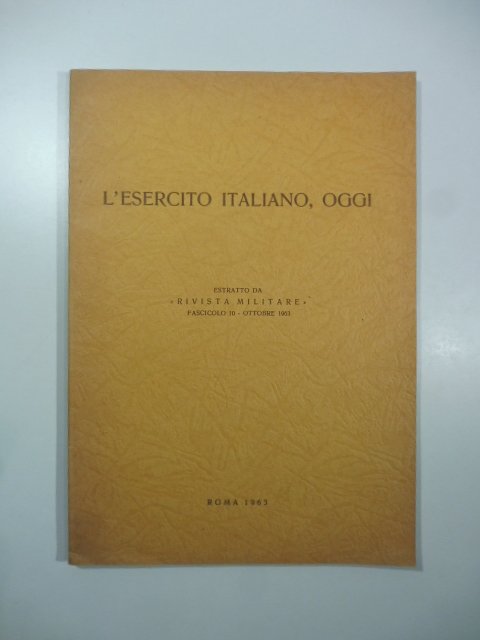 L'ESERCITO ITALIANO, OGGI
ESTRATTO DA
«RIVISTA MILITARE»
FASCICOLO 10 - OTTOBRE 1963
ROMA 1963